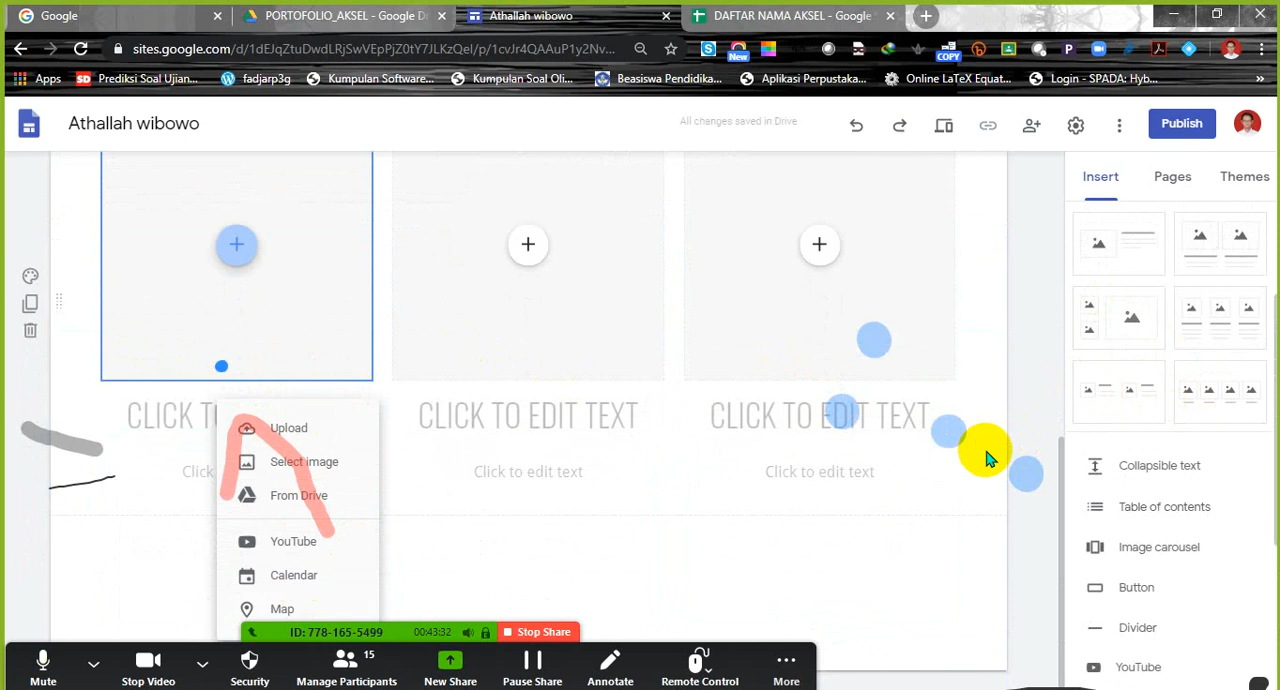 Google
PORTOFOLIO_AKSEL - Google D
Athallah wibowo
DAFTAR NAMA AKSEL - Google
sites.google.com/d/1dEJqZtuDwdLRjSwVEpPjZ0tY7JLKzQeI/p/1cvJr4QAAuP1y2Nv...
New
COPY
Apps
Prediksi Soal Ujian...
fadjarp3g
Kumpulan Software...
Kumpulan Soal Oli...
Beasiswa Pendidika...
Aplikasi Perpustaka...
Online LaTeX Equat...
Login - SPADA: Hyb...
Athallah wibowo
All changes saved in Drive
Publish
Insert
Pages
Themes
CLICK T
CLICK TO EDIT TEXT
CLICK TO EDIT TEXT
Click
Click to edit text
Click to edit text
Upload
Select image
From Drive
YouTube
Calendar
Map
Collapsible text
Table of contents
Image carousel
Button
Divider
YouTube
ID: 778-165-5499
00:43:32
Stop Share
Mute
Stop Video
Security
15
Manage Participants
New Share
Pause Share
Annotate
Remote Control
More